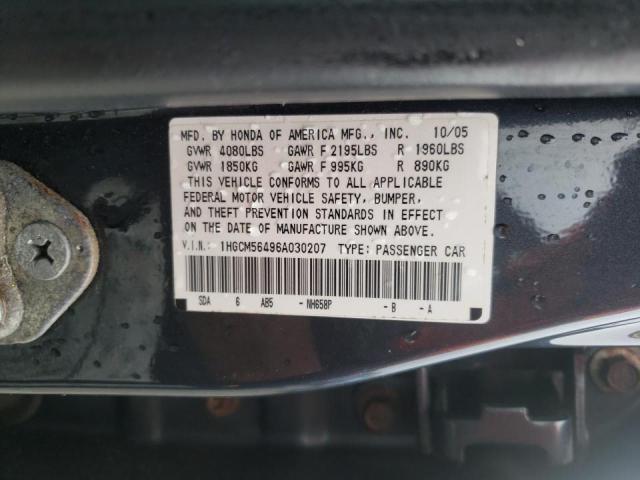 MFD. BY HONDA OF AMERICA MFG., INC. 10/05
GVWR 4080LBS GAWR F 2195LBS R 1960LBS
GVWR 1850KG GAWR F 995KG R 890KG
THIS VEHICLE CONFORMS TO ALL APPLICABLE
FEDERAL MOTOR VEHICLE SAFETY, BUMPER,
AND THEFT PREVENTION STANDARDS IN EFFECT
ON THE DATE OF MANUFACTURE SHOWN ABOVE.
V.I.N.: 1HGCM56496A030207 TYPE: PASSENGER CAR
SDA 6 AB5 - NH658P - B - A